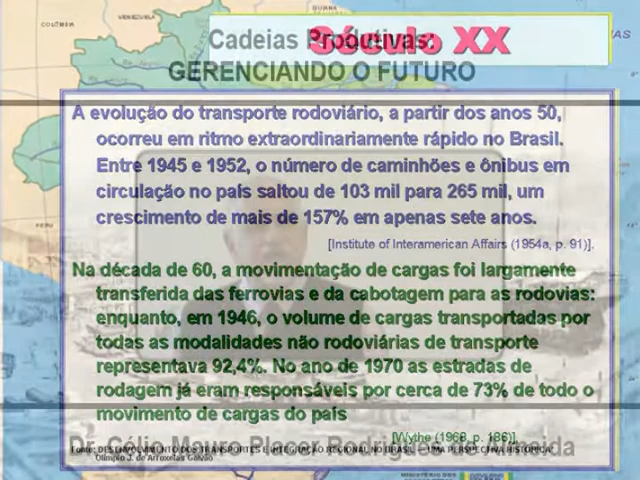 COLÔMBIA
VENEZUELA
GUIANA
Cadeias Produtivas:
Século XX
GERENCIANDO O FUTURO
A evolução do transporte rodoviário, a partir dos anos 50,
ocorreu em ritmo extraordinariamente rápido no Brasil.
Entre 1945 e 1952, o número de caminhões e ônibus em
circulação no país saltou de 103 mil para 265 mil, um
crescimento de mais de 157% em apenas sete anos.
[Institute of Interamerican Affairs (1954a, p. 91)].
PERU
Na década de 60, a movimentação de cargas foi largamente
transferida das ferrovias e da cabotagem para as rodovias:
enquanto, em 1946, o volume de cargas transportadas por
todas as modalidades não rodoviárias de transporte
representava 92,4%. No ano de 1970 as estradas de
rodagem já eram responsáveis por cerca de 73% de todo o
movimento de cargas do país
[Wythe (1968, p. 186)].
Dr. Célio Mauro Placer Rodrigues de Almeida
Fonte: DESENVOLVIMENTO DOS TRANSPORTES E INTEGRAÇÃO REGIONAL NO BRASIL - UMA PERSPECTIVA HISTÓRICA
Olímpio J. de Arroxelas Galvão